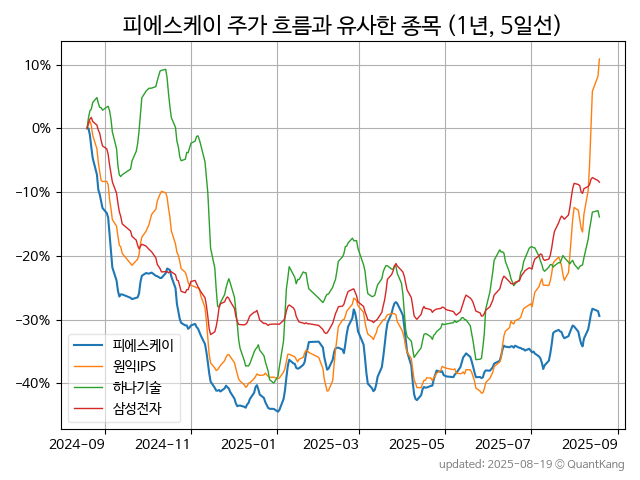 피에스케이 주가 흐름과 유사한 종목 (1년, 5일선)
10%
0%
−10%
−20%
−30%
−40%
피에스케이
원익IPS
하나기술
삼성전자
2024-09
2024-11
2025-01
2025-03
2025-05
2025-07
2025-09
updated: 2025-08-19 © QuantKang